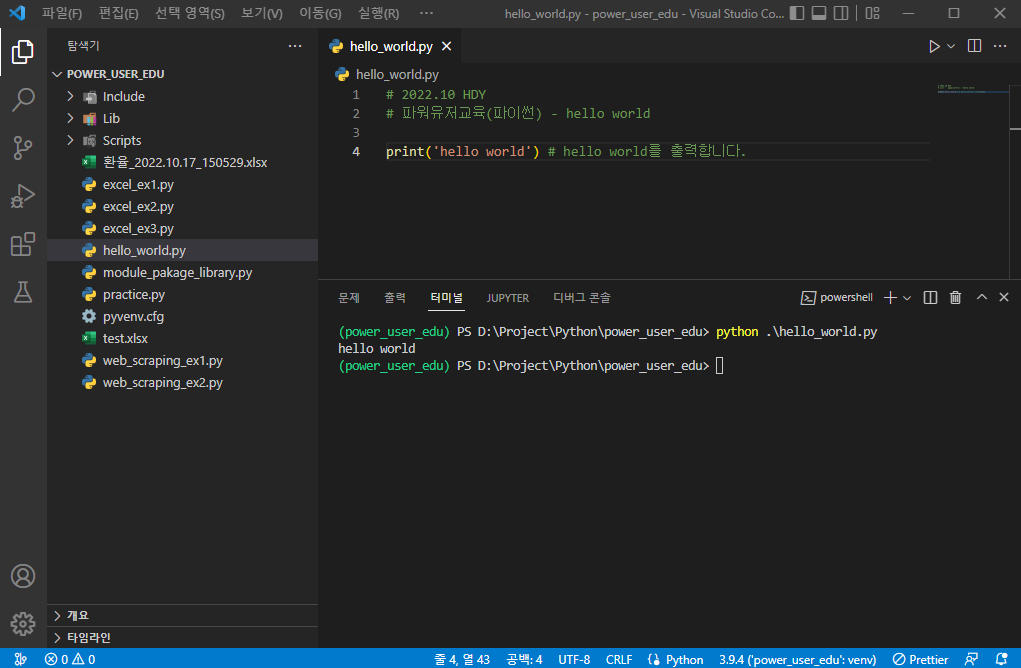 파일(F) 편집(E) 선택 영역(S) 보기(V) 이동(G) 실행(R) ··· hello_world.py - power_user_edu - Visual Studio Co...
탐색기 ···
POWER_USER_EDU
Include
Lib
Scripts
환율_2022.10.17_150529.xlsx
excel_ex1.py
excel_ex2.py
excel_ex3.py
hello_world.py
module_pakage_library.py
practice.py
pyvenv.cfg
test.xlsx
web_scraping_ex1.py
web_scraping_ex2.py
개요
타임라인
hello_world.py
hello_world.py
1 # 2022.10 HDY
2 # 파워유저교육(파이썬) - hello world
3
4 print('hello world') # hello world를 출력합니다.
문제 출력 터미널 JUPYTER 디버그 콘솔 powershell
(power_user_edu) PS D:\Project\Python\power_user_edu> python .\hello_world.py
hello world
(power_user_edu) PS D:\Project\Python\power_user_edu>
0 0 줄 4, 열 43 공백: 4 UTF-8 CRLF Python 3.9.4 ('power_user_edu': venv) Prettier